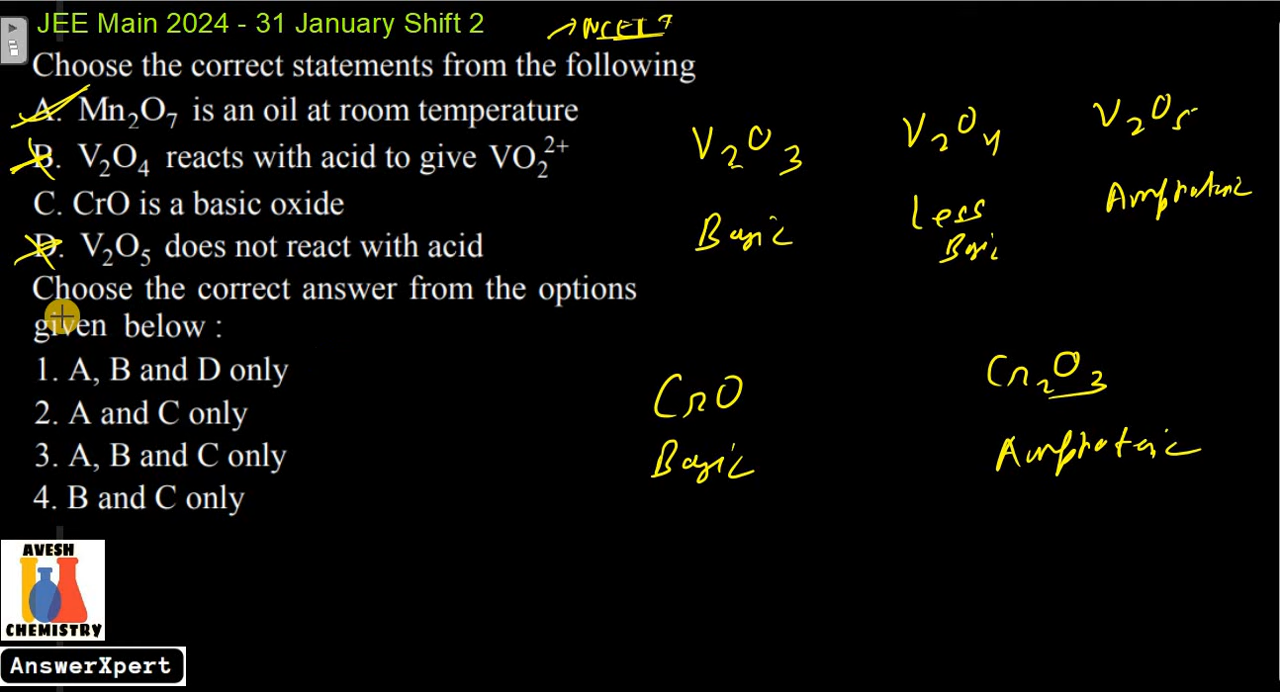 JEE Main 2024 - 31 January Shift 2
→ NCERT
Choose the correct statements from the following
A. Mn₂O₇ is an oil at room temperature
B. V₂O₄ reacts with acid to give VO₂²⁺
C. CrO is a basic oxide
D. V₂O₅ does not react with acid
Choose the correct answer from the options
given below :
1. A, B and D only
2. A and C only
3. A, B and C only
4. B and C only
V₂O₃ V₂O₄ V₂O₅
Basic Less Basic Amphoteric
CrO Cr₂O₃
Basic Amphoteric
AVESH
CHEMISTRY
AnswerXpert